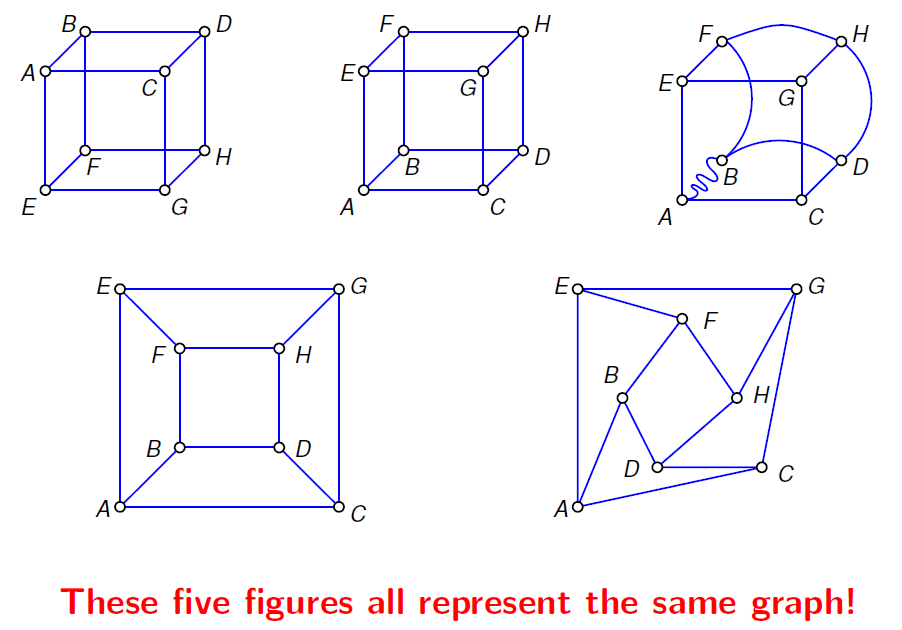 B D F H F H
A C E G E G
F H B D B D
E G A C A C
E G E G
F H F
B H
B D D C
A C A
These five figures all represent the same graph!